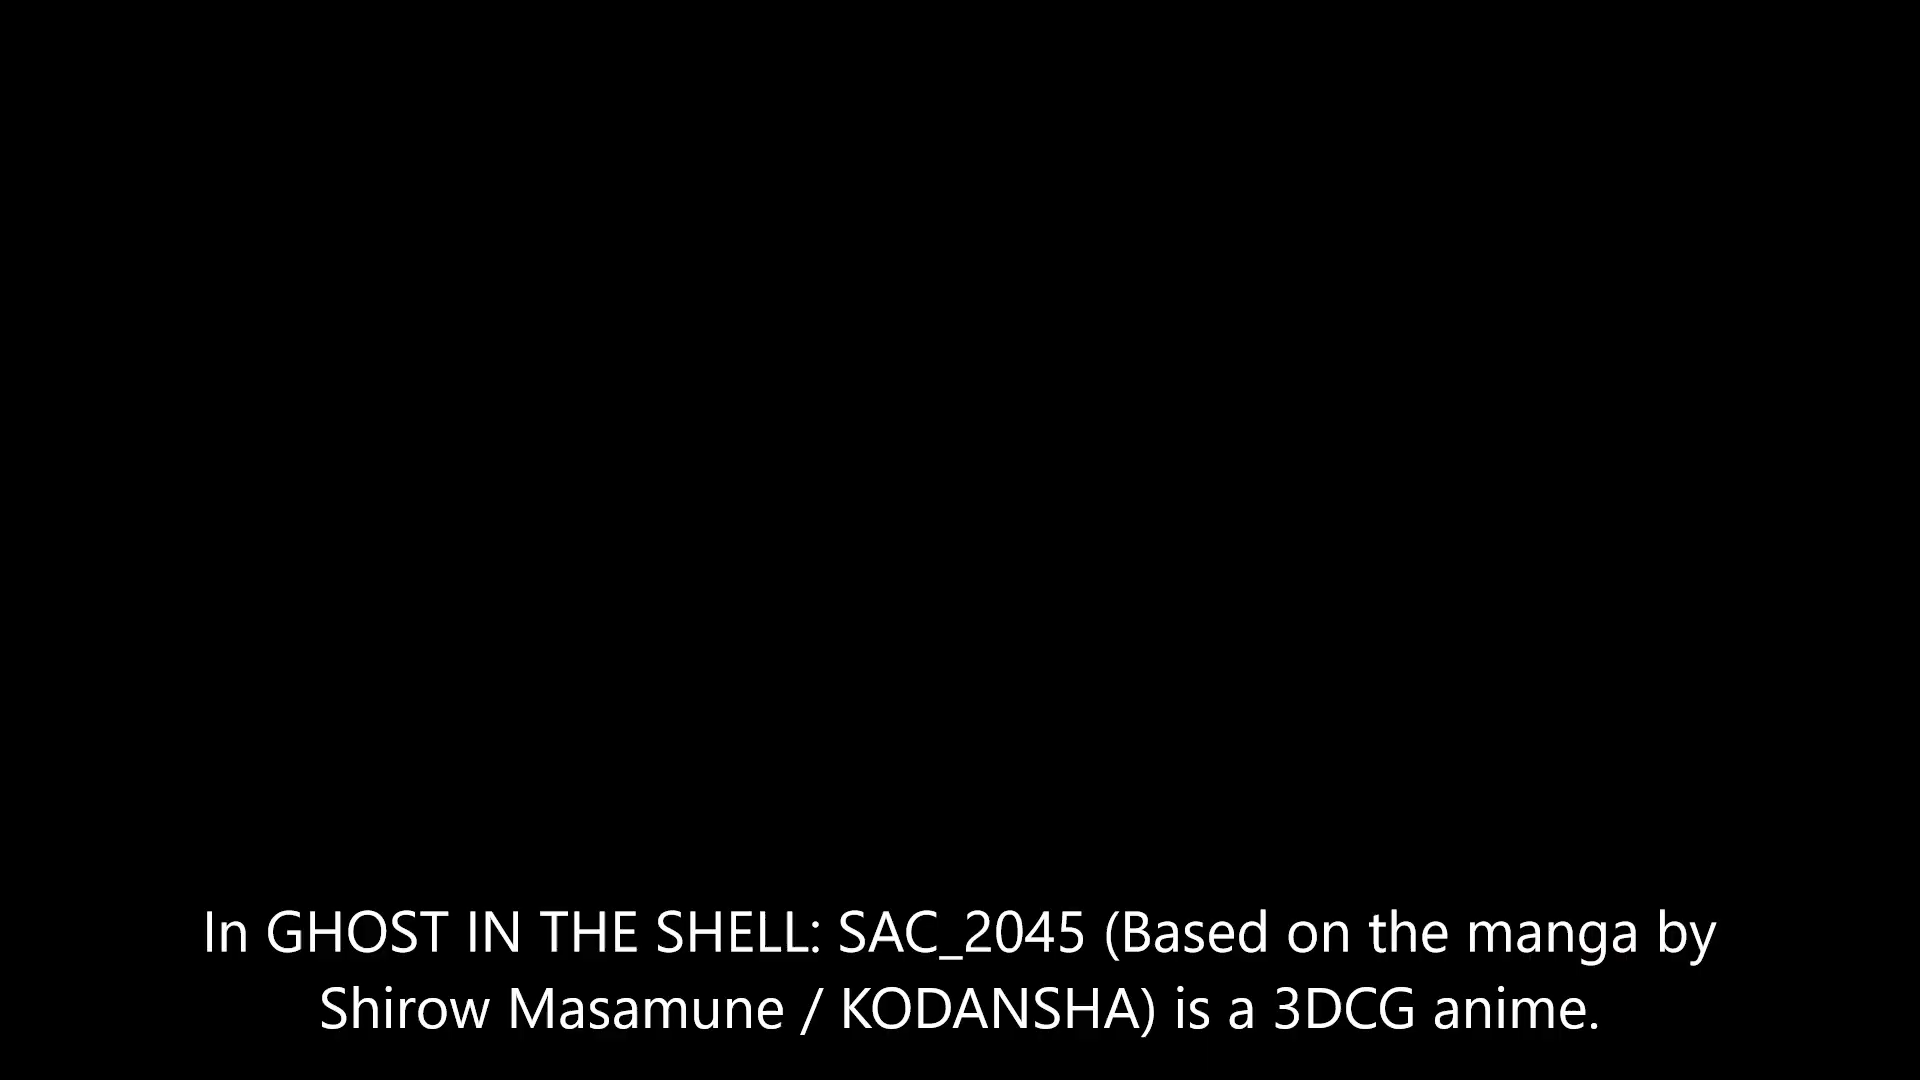 In GHOST IN THE SHELL: SAC_2045 (Based on the manga by
Shirow Masamune / KODANSHA) is a 3DCG anime.